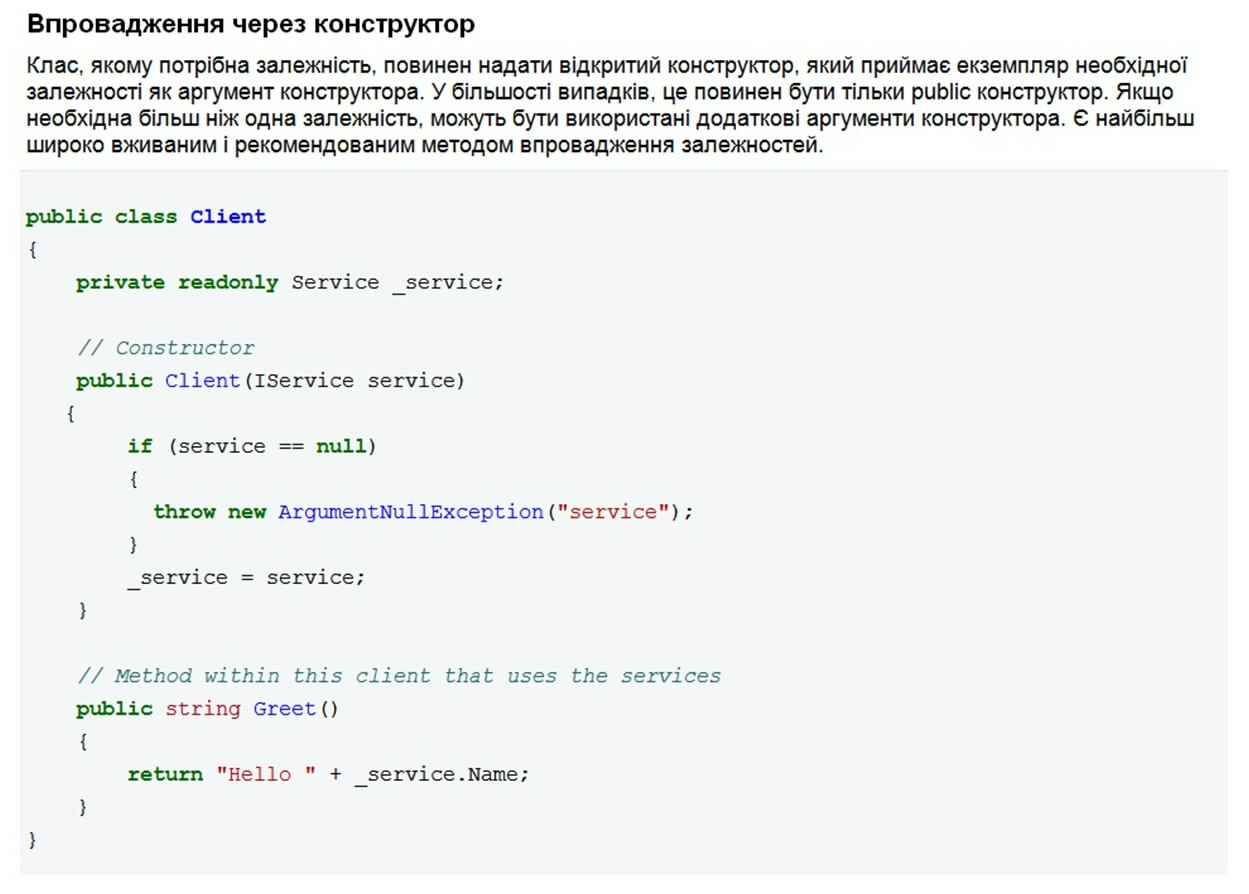 Впровадження через конструктор
Клас, якому потрібна залежність, повинен надати відкритий конструктор, який приймає екземпляр необхідної
залежності як аргумент конструктора. У більшості випадків, це повинен бути тільки public конструктор. Якщо
необхідна більш ніж одна залежність, можуть бути використані додаткові аргументи конструктора. Є найбільш
широко вживаним і рекомендованим методом впровадження залежностей.
public class Client
{
    private readonly Service _service;
    // Constructor
    public Client(IService service)
   {
        if (service == null)
        {
          throw new ArgumentNullException("service");
        }
        _service = service;
    }
    // Method within this client that uses the services
    public string Greet()
    {
        return "Hello " + _service.Name;
    }
}